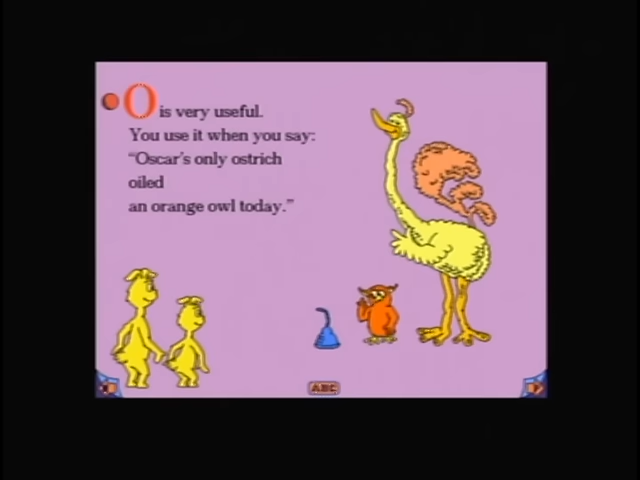 O is very useful.
You use it when you say:
“Oscar's only ostrich
oiled
an orange owl today.”
ABC